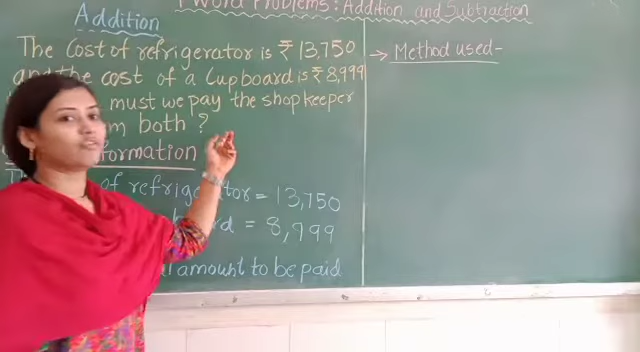 Word Problems: Addition and Subtraction
Addition
The Cost of refrigerator is ₹ 13,750
and the cost of a Cupboard is ₹ 8,999
must we pay the shopkeeper
both ?
→ Method used-
of refrigerator = 13,750
= 8,999
amount to be paid